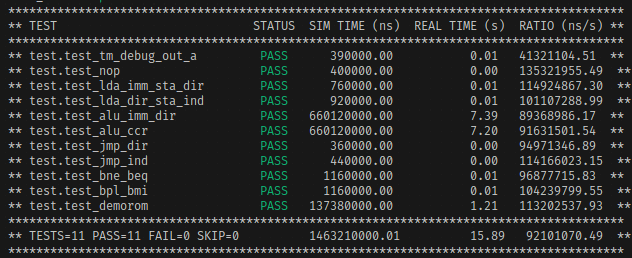 ******************************************************************************************
** TEST                          STATUS  SIM TIME (ns)  REAL TIME (s)  RATIO (ns/s) **
******************************************************************************************
** test.test_tm_debug_out_a       PASS      390000.00           0.01   41321104.51  **
** test.test_nop                  PASS      400000.00           0.00  135321955.49  **
** test.test_lda_imm_sta_dir      PASS      760000.00           0.01  114924867.30  **
** test.test_lda_dir_sta_ind      PASS      920000.00           0.01  101107288.99  **
** test.test_alu_imm_dir          PASS   660120000.00           7.39   89368986.17  **
** test.test_alu_ccr              PASS   660120000.00           7.20   91631501.54  **
** test.test_jmp_dir              PASS      360000.00           0.00   94971346.89  **
** test.test_jmp_ind              PASS      440000.00           0.00  114166023.15  **
** test.test_bne_beq              PASS     1160000.00           0.01   96877715.83  **
** test.test_bpl_bmi              PASS     1160000.00           0.01  104239799.55  **
** test.test_demorom              PASS   137380000.00           1.21  113202537.93  **
******************************************************************************************
** TESTS=11 PASS=11 FAIL=0 SKIP=0        1463210000.01          15.89   92101070.49  **
******************************************************************************************